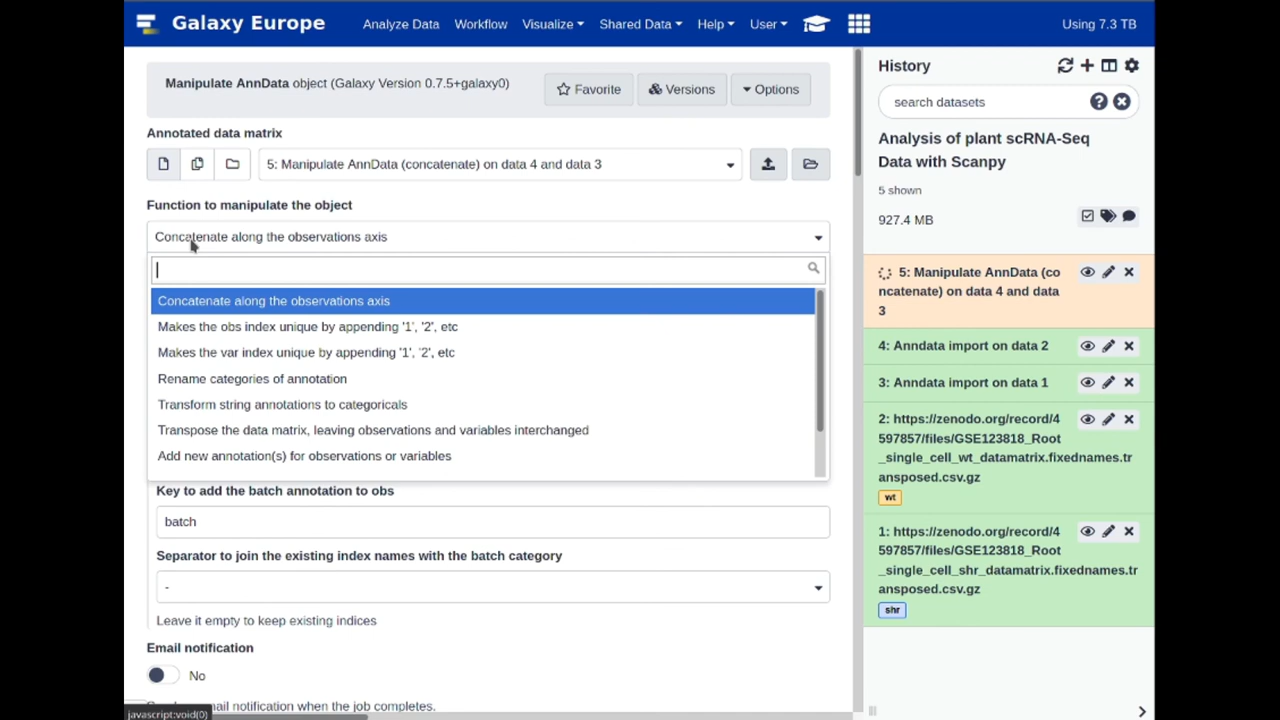 Galaxy Europe
Analyze Data Workflow Visualize Shared Data Help User
Using 7.3 TB
Manipulate AnnData object (Galaxy Version 0.7.5+galaxy0)
Favorite
Versions
Options
Annotated data matrix
5: Manipulate AnnData (concatenate) on data 4 and data 3
Function to manipulate the object
Concatenate along the observations axis
Concatenate along the observations axis
Makes the obs index unique by appending '1', '2', etc
Makes the var index unique by appending '1', '2', etc
Rename categories of annotation
Transform string annotations to categoricals
Transpose the data matrix, leaving observations and variables interchanged
Add new annotation(s) for observations or variables
Key to add the batch annotation to obs
batch
Separator to join the existing index names with the batch category
-
Leave it empty to keep existing indices
Email notification
No
email notification when the job completes.
javascript:void(0)
History
search datasets
Analysis of plant scRNA-Seq
Data with Scanpy
5 shown
927.4 MB
5: Manipulate AnnData (co
ncatenate) on data 4 and data
3
4: Anndata import on data 2
3: Anndata import on data 1
2: https://zenodo.org/record/4
597857/files/GSE123818_Root
_single_cell_wt_datamatrix.fixednames.tr
ansposed.csv.gz
wt
1: https://zenodo.org/record/4
597857/files/GSE123818_Root
_single_cell_shr_datamatrix.fixednames.tr
ansposed.csv.gz
shr